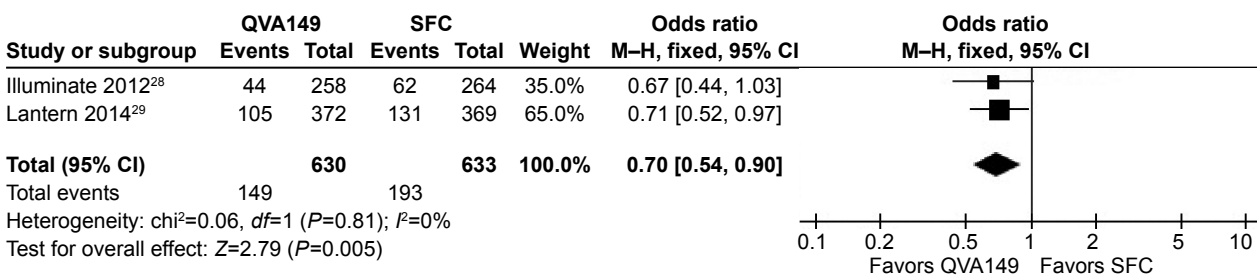 QVA149 SFC Odds ratio Odds ratio
Study or subgroup Events Total Events Total Weight M–H, fixed, 95% CI M–H, fixed, 95% CI
Illuminate 2012²⁸ 44 258 62 264 35.0% 0.67 [0.44, 1.03]
Lantern 2014²⁹ 105 372 131 369 65.0% 0.71 [0.52, 0.97]
Total (95% CI) 630 633 100.0% 0.70 [0.54, 0.90]
Total events 149 193
Heterogeneity: chi²=0.06, df=1 (P=0.81); I²=0%
Test for overall effect: Z=2.79 (P=0.005)
0.1 0.2 0.5 1 2 5 10
Favors QVA149 Favors SFC